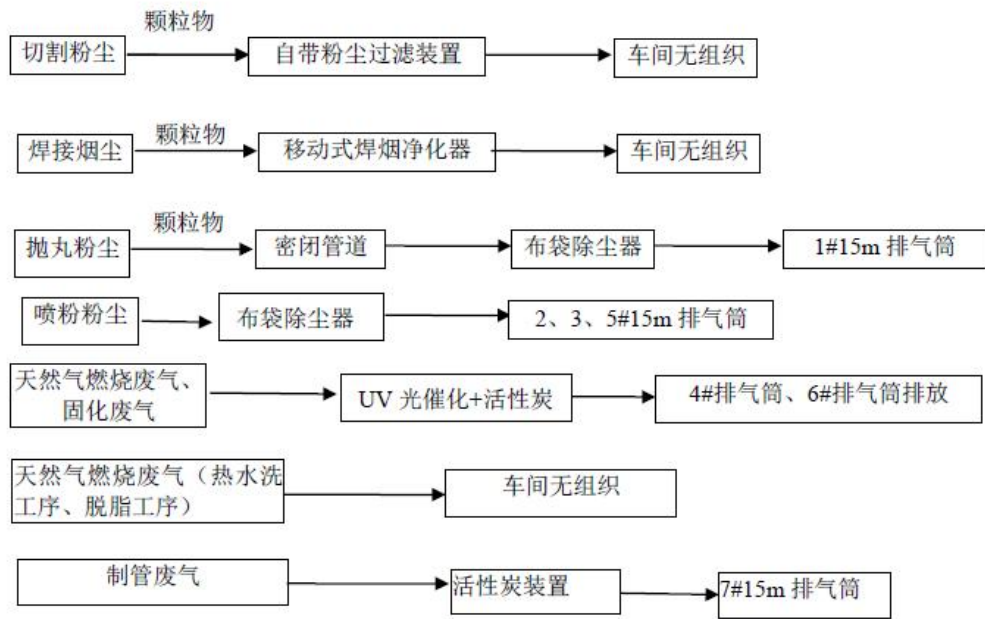 颗粒物
切割粉尘 自带粉尘过滤装置 车间无组织
颗粒物
焊接烟尘 移动式焊烟净化器 车间无组织
颗粒物
抛丸粉尘 密闭管道 布袋除尘器 1#15m 排气筒
喷粉粉尘 布袋除尘器 2、3、5#15m 排气筒
天然气燃烧废气、
固化废气 UV 光催化+活性炭 4#排气筒、6#排气筒排放
天然气燃烧废气（热水洗
工序、脱脂工序） 车间无组织
制管废气 活性炭装置 7#15m 排气筒